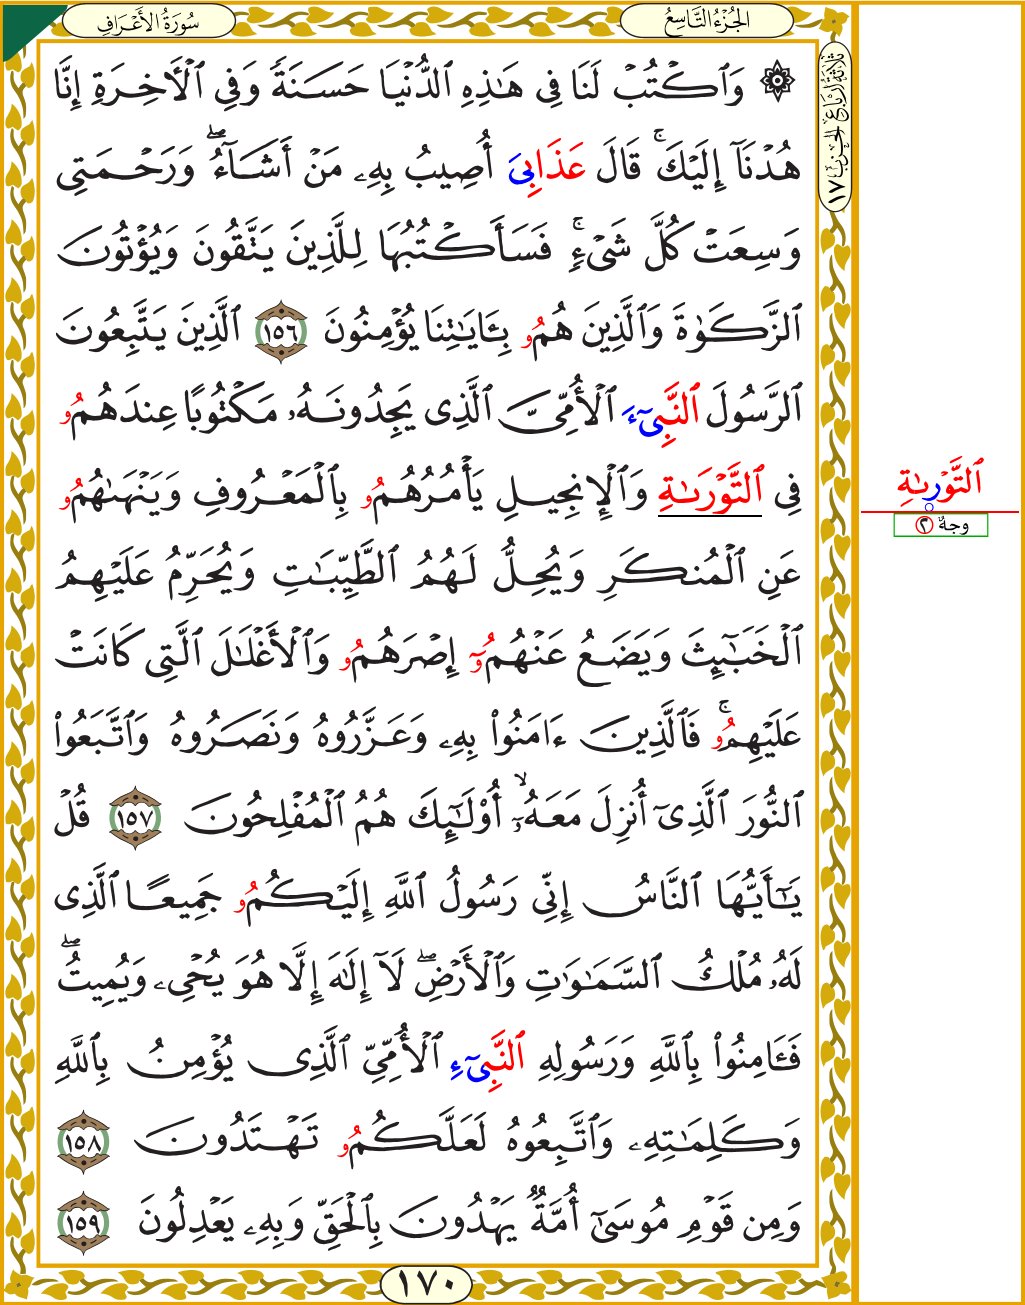 سُورَةُ الأَعْرَافِ
الجُزْءُ التَّاسِعُ
ثَلَاثَةُ أَرْبَاعِ الحِزْبِ ١٧
۞ وَٱكْتُبْ لَنَا فِى هَٰذِهِ ٱلدُّنْيَا حَسَنَةً وَفِى ٱلْأَخِرَةِ إِنَّا
هُدْنَآ إِلَيْكَۚ قَالَ عَذَابِىَ أُصِيبُ بِهِۦ مَنْ أَشَآءُۖ وَرَحْمَتِى
وَسِعَتْ كُلَّ شَىْءٍۚ فَسَأَكْتُبُهَا لِلَّذِينَ يَتَّقُونَ وَيُؤْتُونَ
ٱلزَّكَوٰةَ وَٱلَّذِينَ هُمُۥ بِـَٔايَٰتِنَا يُؤْمِنُونَ ١٥٦ ٱلَّذِينَ يَتَّبِعُونَ
ٱلرَّسُولَ ٱلنَّبِىٓءَ ٱلْأُمِّىَّ ٱلَّذِى يَجِدُونَهُۥ مَكْتُوبًا عِندَهُمُۥ
فِى ٱلتَّوْرَىٰةِ وَٱلْإِنجِيلِ يَأْمُرُهُمُۥ بِٱلْمَعْرُوفِ وَيَنْهَىٰهُمُۥ
عَنِ ٱلْمُنكَرِ وَيُحِلُّ لَهُمُ ٱلطَّيِّبَٰتِ وَيُحَرِّمُ عَلَيْهِمُ
ٱلْخَبَٰٓئِثَ وَيَضَعُ عَنْهُمُۥٓ إِصْرَهُمُۥ وَٱلْأَغْلَٰلَ ٱلَّتِى كَانَتْ
عَلَيْهِمُۥۚ فَٱلَّذِينَ ءَامَنُوا۟ بِهِۦ وَعَزَّرُوهُ وَنَصَرُوهُ وَٱتَّبَعُوا۟
ٱلنُّورَ ٱلَّذِىٓ أُنزِلَ مَعَهُۥٓۙ أُو۟لَٰٓئِكَ هُمُ ٱلْمُفْلِحُونَ ١٥٧ قُلْ
يَٰٓأَيُّهَا ٱلنَّاسُ إِنِّى رَسُولُ ٱللَّهِ إِلَيْكُمُۥ جَمِيعًا ٱلَّذِى
لَهُۥ مُلْكُ ٱلسَّمَٰوَٰتِ وَٱلْأَرْضِۖ لَآ إِلَٰهَ إِلَّا هُوَ يُحْىِۦ وَيُمِيتُۖ
فَـَٔامِنُوا۟ بِٱللَّهِ وَرَسُولِهِ ٱلنَّبِىٓءِ ٱلْأُمِّىِّ ٱلَّذِى يُؤْمِنُ بِٱللَّهِ
وَكَلِمَٰتِهِۦ وَٱتَّبِعُوهُ لَعَلَّكُمُۥ تَهْتَدُونَ ١٥٨
وَمِن قَوْمِ مُوسَىٰٓ أُمَّةٌ يَهْدُونَ بِٱلْحَقِّ وَبِهِۦ يَعْدِلُونَ ١٥٩
ٱلتَّوْرَىٰةِ
وجهٌ ٢
١٧٠